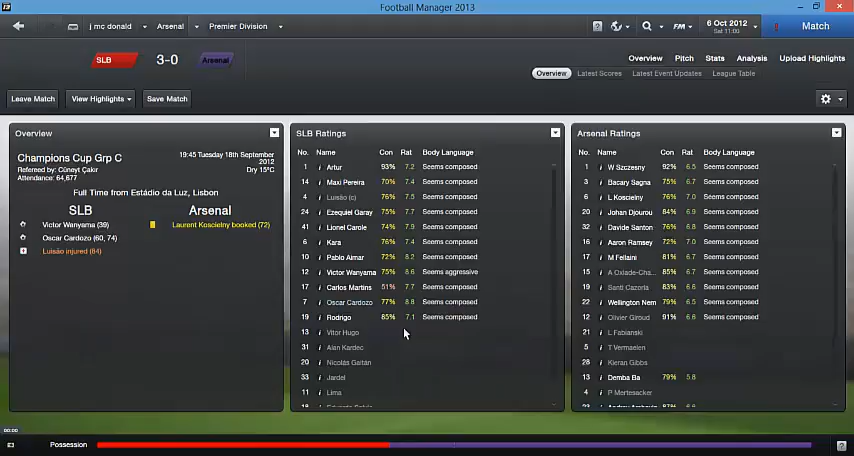 Football Manager 2013
j mc donald Arsenal Premier Division FM 6 Oct 2012 Sat 11:00 Match
SLB 3-0 Arsenal
Overview Pitch Stats Analysis Upload Highlights
Overview Latest Scores Latest Event Updates League Table
Leave Match View Highlights Save Match
Overview
Champions Cup Grp C
19:45 Tuesday 18th September 2012
Refereed by: Cüneyt Çakır
Dry 15°C
Attendance: 64,677
Full Time from Estádio da Luz, Lisbon
SLB Arsenal
Victor Wanyama (39) Laurent Koscielny booked (72)
Oscar Cardozo (60, 74)
Luisão injured (84)
SLB Ratings
No. Name Con Rat Body Language
1 i Artur 93% 7.2 Seems composed
14 i Maxi Pereira 70% 7.4 Seems composed
4 i Luisão (c) 76% 7.5 Seems composed
24 i Ezequiel Garay 75% 7.7 Seems composed
41 i Lionel Carole 74% 7.9 Seems composed
6 i Kara 76% 7.4 Seems composed
10 i Pablo Aimar 72% 8.2 Seems composed
12 i Victor Wanyama 75% 8.6 Seems aggressive
17 i Carlos Martins 51% 7.7 Seems composed
7 i Oscar Cardozo 77% 8.8 Seems composed
19 i Rodrigo 85% 7.1 Seems composed
13 i Vítor Hugo
31 i Alan Kardec
20 i Nicolás Gaitán
33 i Jardel
11 i Lima
Arsenal Ratings
No. Name Con Rat Body Language
1 i W Szczesny 92% 6.5 Seems composed
3 i Bacary Sagna 75% 6.7 Seems composed
6 i L Koscielny 76% 7.0 Seems composed
20 i Johan Djourou 84% 6.9 Seems composed
32 i Davide Santon 76% 6.8 Seems composed
16 i Aaron Ramsey 72% 7.0 Seems composed
17 i M Fellaini 81% 6.7 Seems composed
15 i A Oxlade-Cha... 85% 6.7 Seems composed
19 i Santi Cazorla 83% 6.6 Seems composed
22 i Wellington Nem 79% 6.5 Seems composed
12 i Olivier Giroud 91% 6.6 Seems composed
21 i L Fabianski
5 i T Vermaelen
28 i Kieran Gibbs
13 i Demba Ba 79% 5.8
4 i P Mertesacker
00:00
Possession